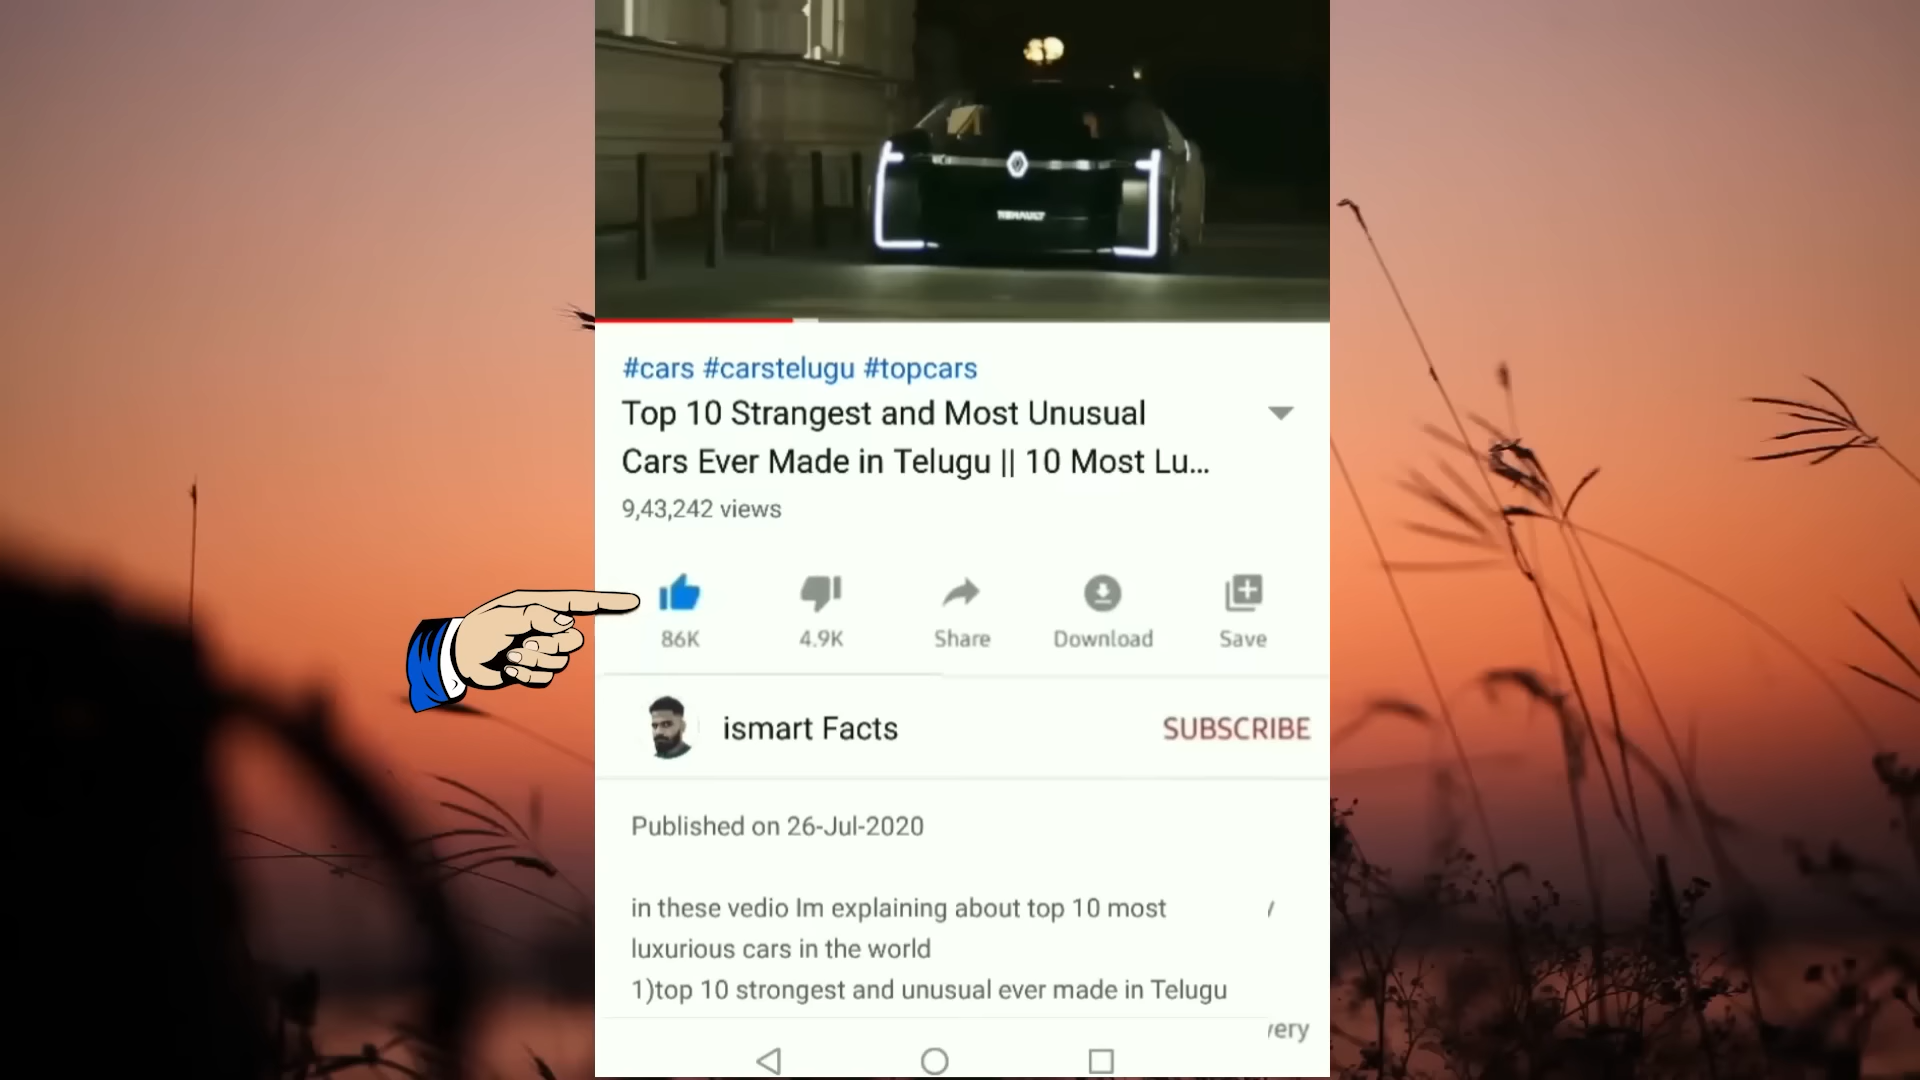 RENAULT
#cars #carstelugu #topcars
Top 10 Strangest and Most Unusual
Cars Ever Made in Telugu || 10 Most Lu...
9,43,242 views
86K
4.9K
Share
Download
Save
ismart Facts
SUBSCRIBE
Published on 26-Jul-2020
in these vedio Im explaining about top 10 most
luxurious cars in the world
1)top 10 strongest and unusual ever made in Telugu